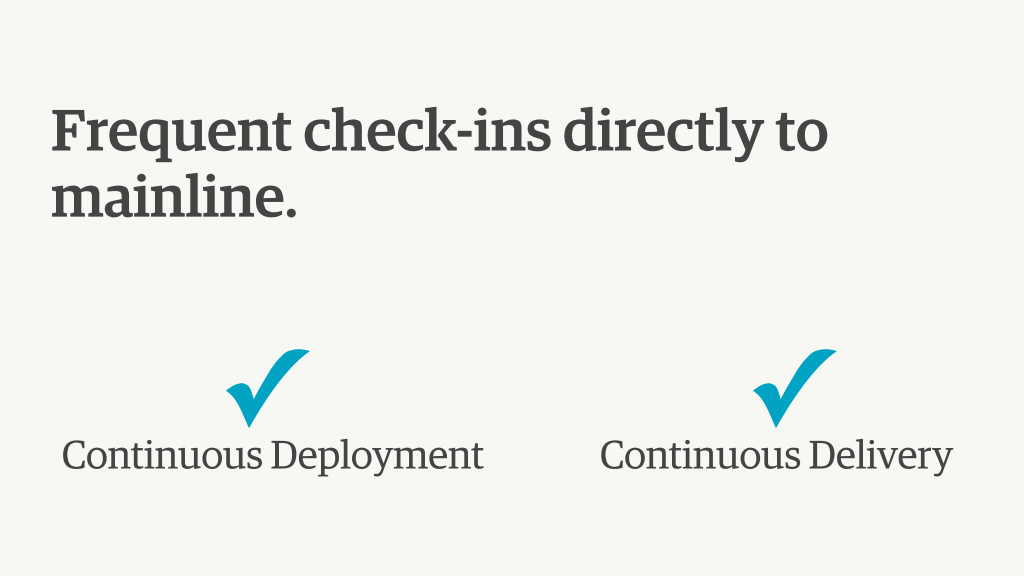 Frequent check-ins directly to
mainline.
Continuous Deployment
Continuous Delivery